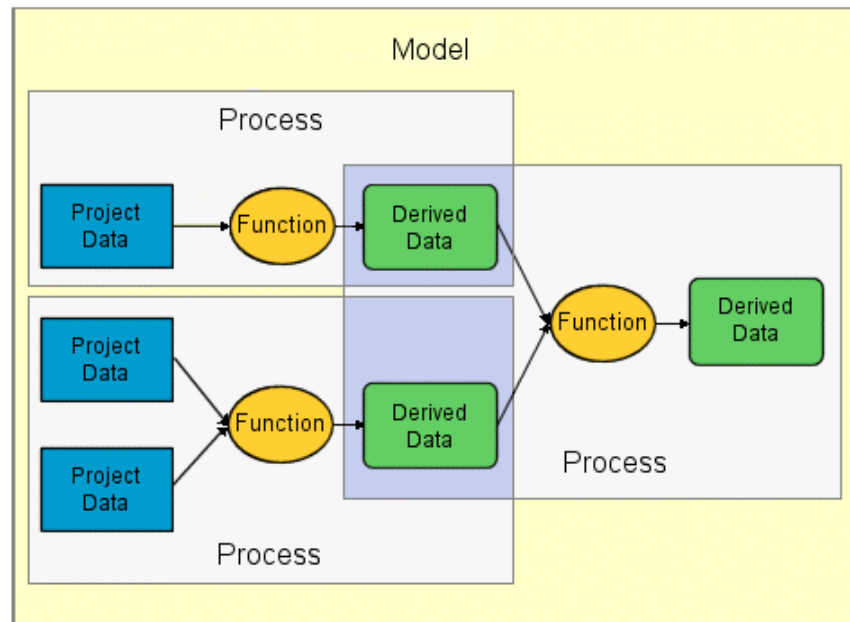 Model
Process
Project
Data
Function
Derived
Data
Project
Data
Function
Derived
Data
Project
Data
Process
Function
Derived
Data
Process